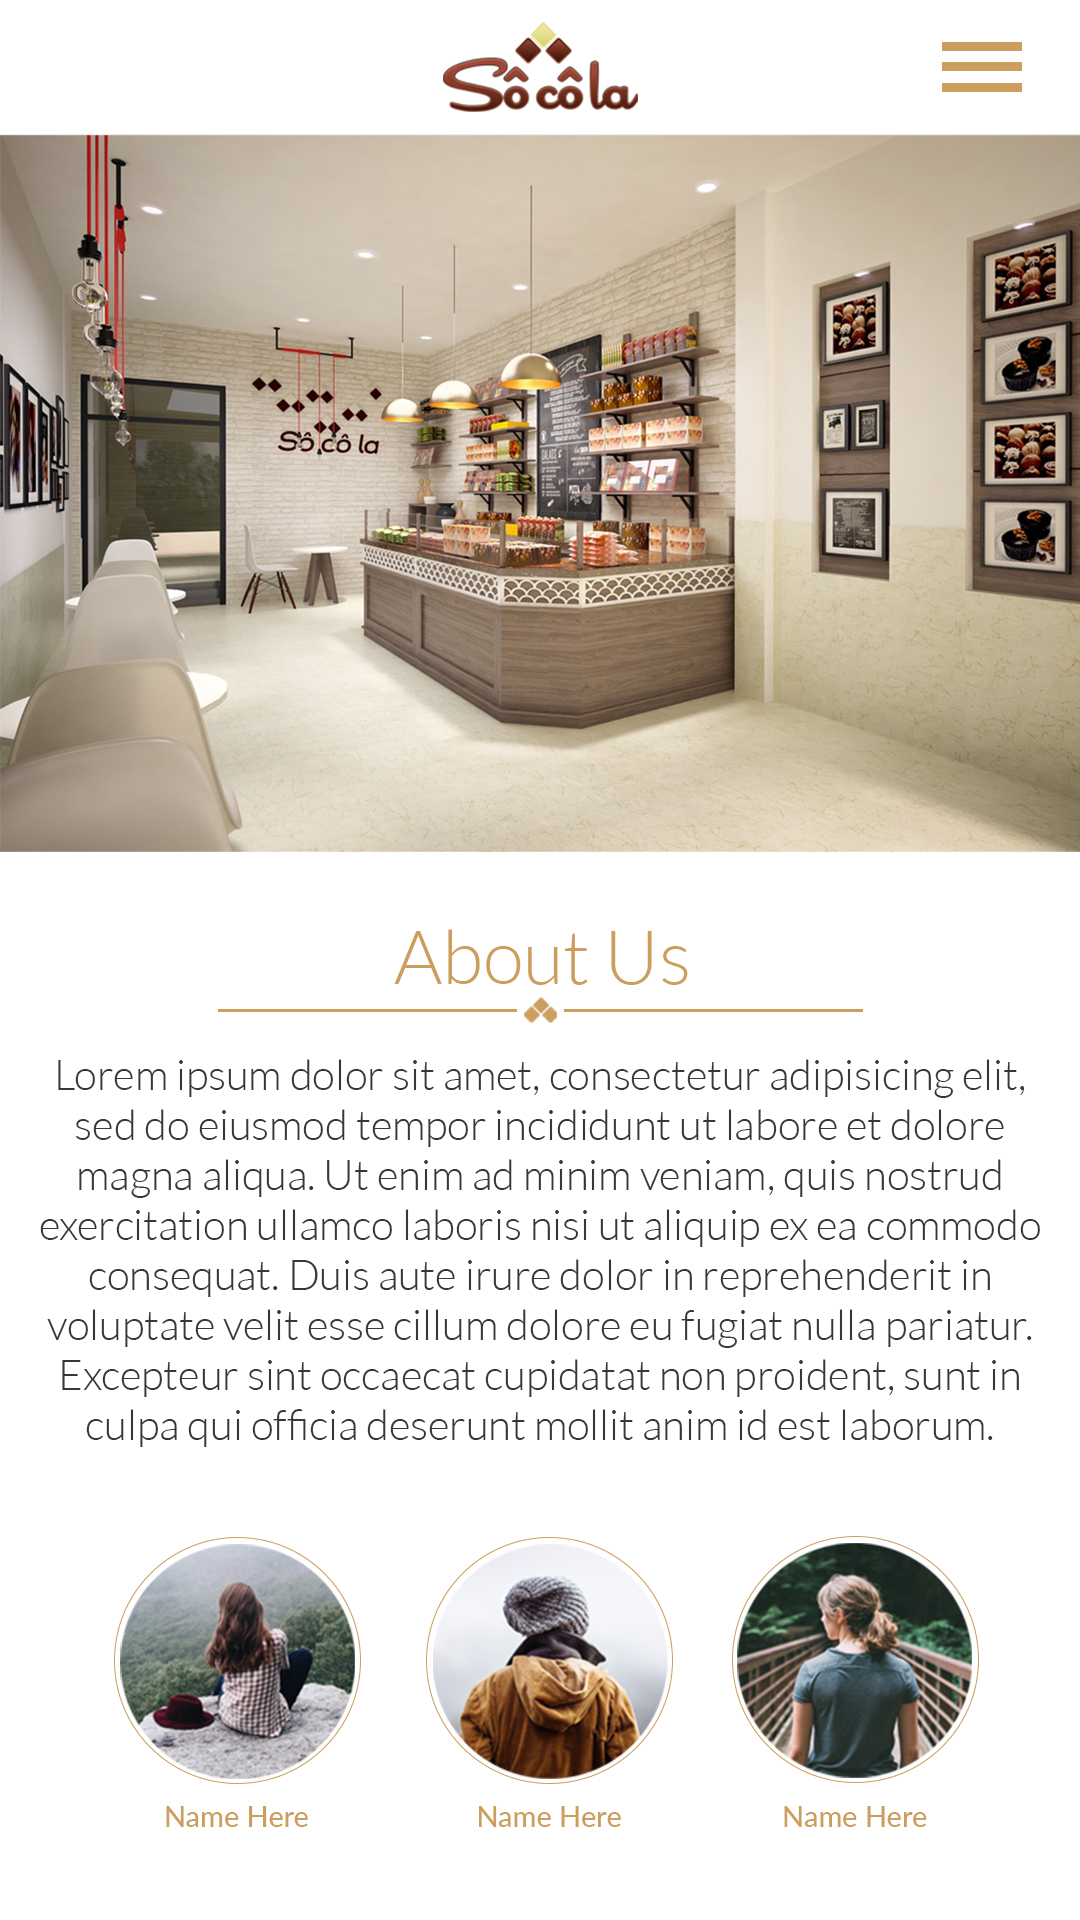 Sôcôla
Sô cô la
SALADS
PIZZA
About Us
Lorem ipsum dolor sit amet, consectetur adipisicing elit,
sed do eiusmod tempor incididunt ut labore et dolore
magna aliqua. Ut enim ad minim veniam, quis nostrud
exercitation ullamco laboris nisi ut aliquip ex ea commodo
consequat. Duis aute irure dolor in reprehenderit in
voluptate velit esse cillum dolore eu fugiat nulla pariatur.
Excepteur sint occaecat cupidatat non proident, sunt in
culpa qui officia deserunt mollit anim id est laborum.
Name Here
Name Here
Name Here